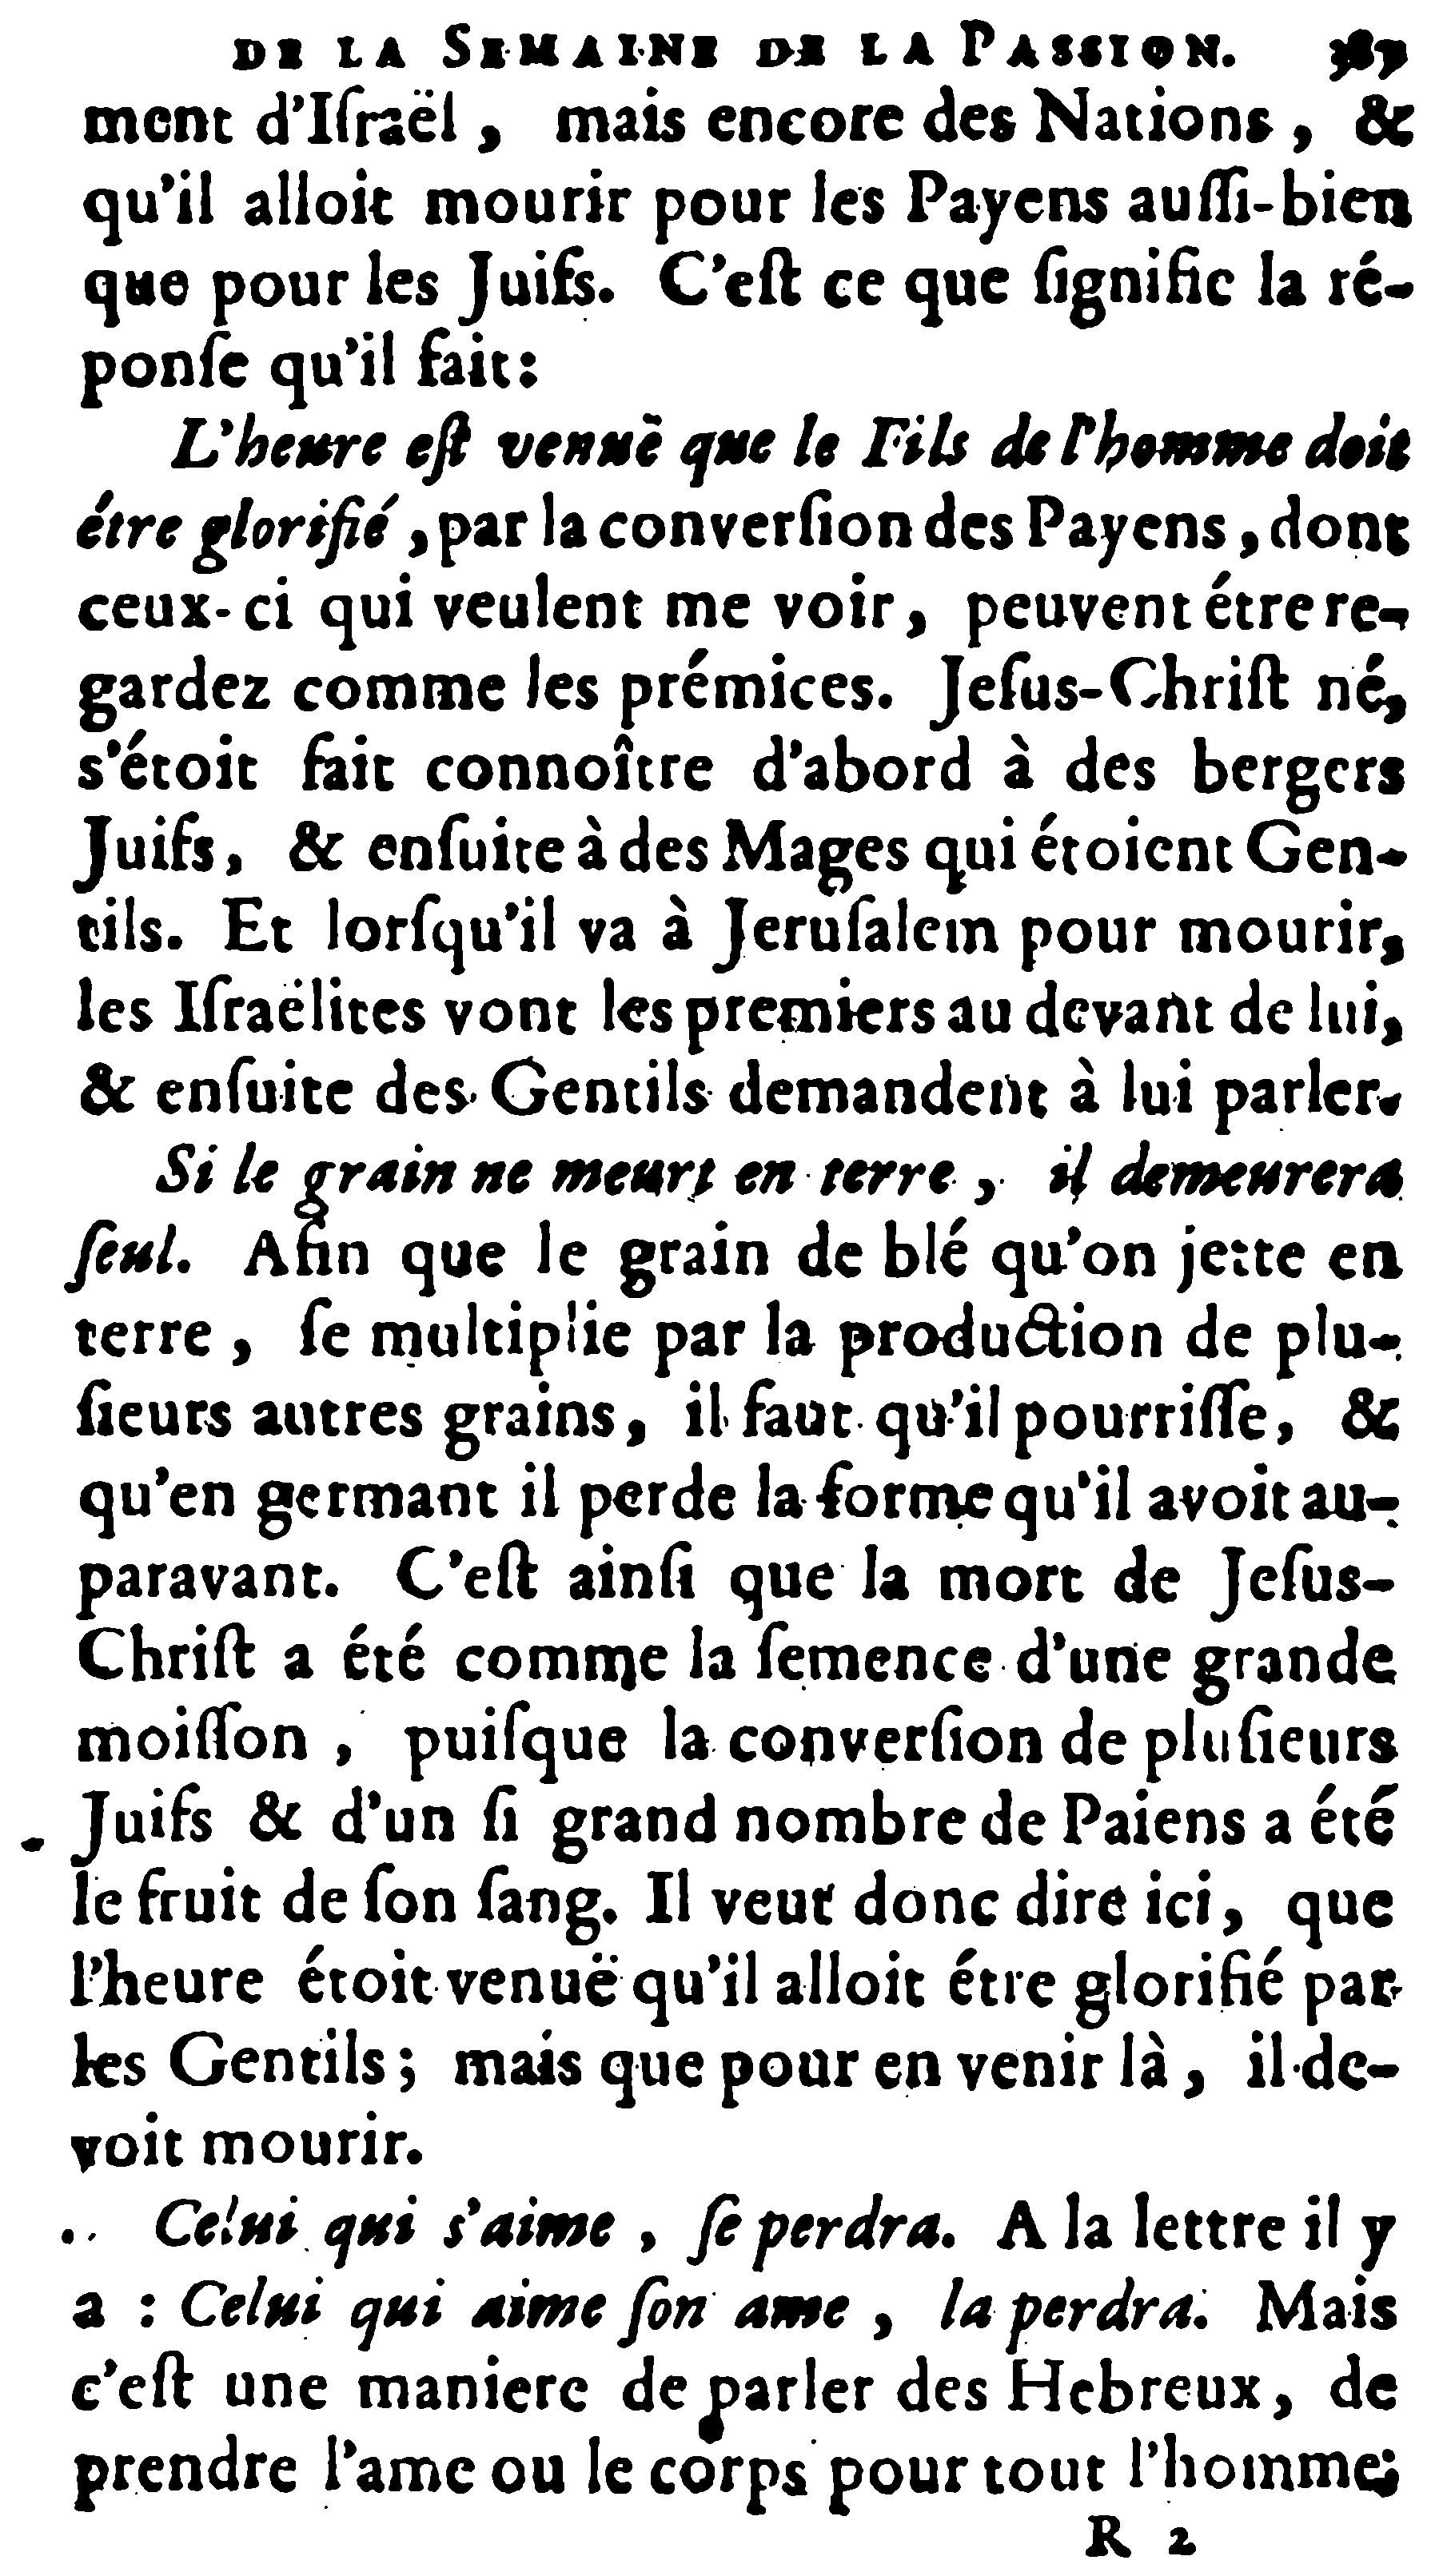 DE LA SEMAINE DE LA PASSION. 387
ment d'Iſraël, mais encore des Nations, &
qu'il alloit mourir pour les Payens auſſi-bien
que pour les Juifs. C'eſt ce que ſignifie la ré-
ponſe qu'il fait:
L'heure eſt venuë que le Fils de l'homme doit
étre glorifié, par la converſion des Payens, dont
ceux-ci qui veulent me voir, peuvent étre re-
gardez comme les prémices. Jeſus-Chriſt né,
s'étoit fait connoître d'abord à des bergers
Juifs, & enſuite à des Mages qui étoient Gen-
tils. Et lorſqu'il va à Jeruſalem pour mourir,
les Iſraëlites vont les premiers au devant de lui,
& enſuite des Gentils demandent à lui parler.
Si le grain ne meurt en terre, il demeurera
ſeul. Afin que le grain de blé qu'on jette en
terre, ſe multiplie par la production de plu-
ſieurs autres grains, il faut qu'il pourriſſe, &
qu'en germant il perde la forme qu'il avoit au-
paravant. C'eſt ainſi que la mort de Jeſus-
Chriſt a été comme la ſemence d'une grande
moiſſon, puiſque la converſion de pluſieurs
Juifs & d'un ſi grand nombre de Paiens a été
le fruit de ſon ſang. Il veut donc dire ici, que
l'heure étoit venuë qu'il alloit étre glorifié par
les Gentils; mais que pour en venir là, il de-
voit mourir.
Celui qui s'aime, ſe perdra. A la lettre il y
a : Celui qui aime ſon ame, la perdra. Mais
c'eſt une maniere de parler des Hebreux, de
prendre l'ame ou le corps pour tout l'homme;
R 2